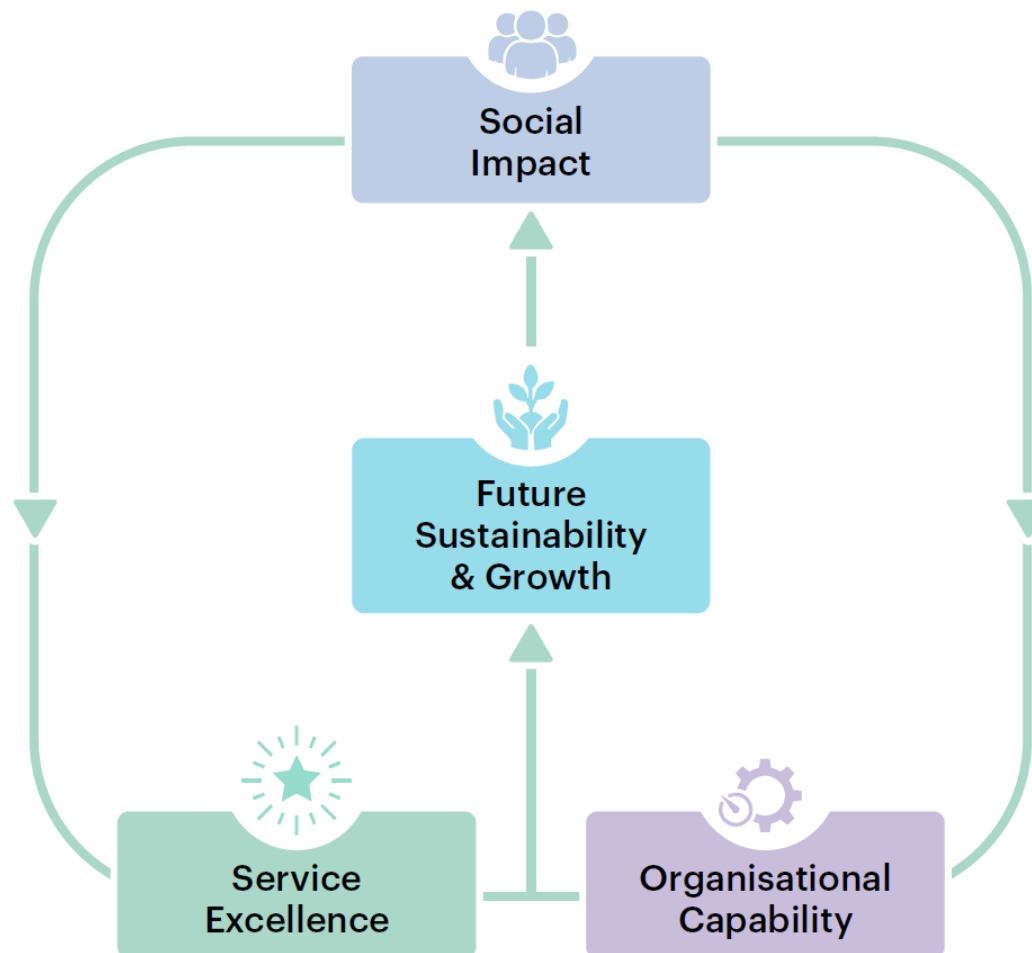 Social
Impact
Future
Sustainability
& Growth
Service
Excellence
Organisational
Capability